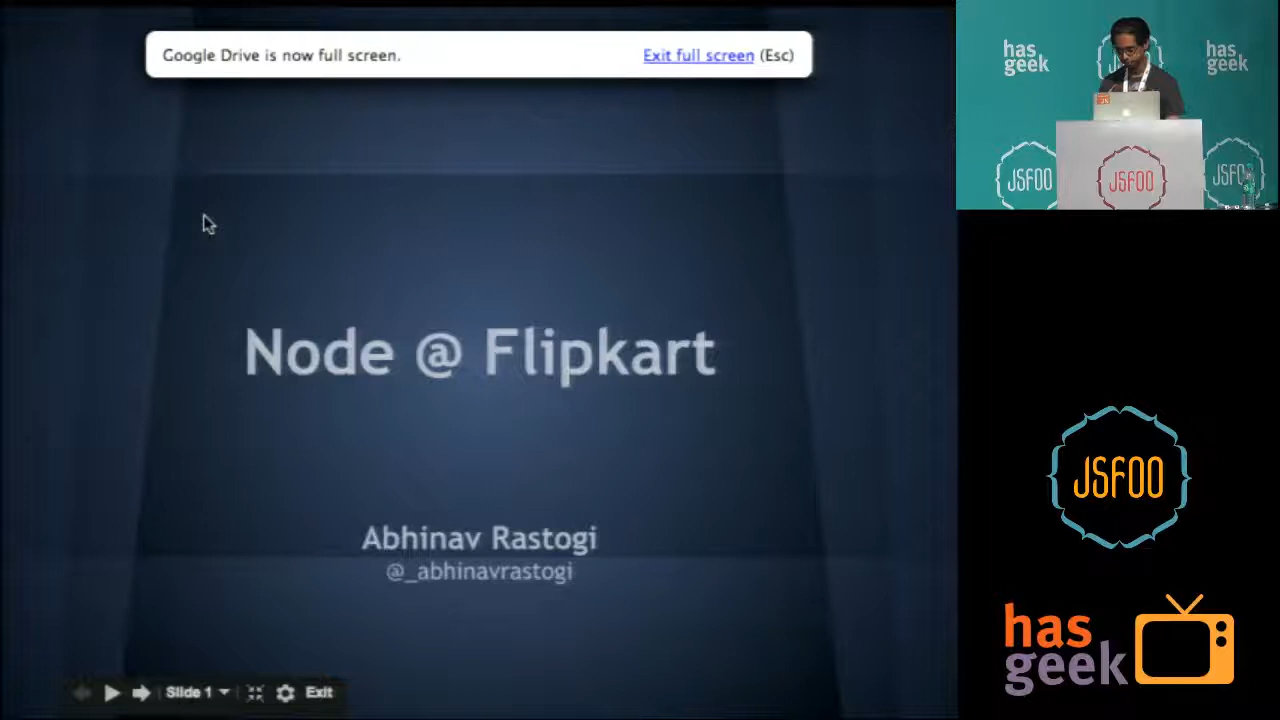 Google Drive is now full screen.
Exit full screen (Esc)
has
geek
has
geek
JSFOO
JSFOO
JSFOO
Node @ Flipkart
Abhinav Rastogi
@_abhinavrastogi
JSFOO
has
geek
Slide 1
Exit